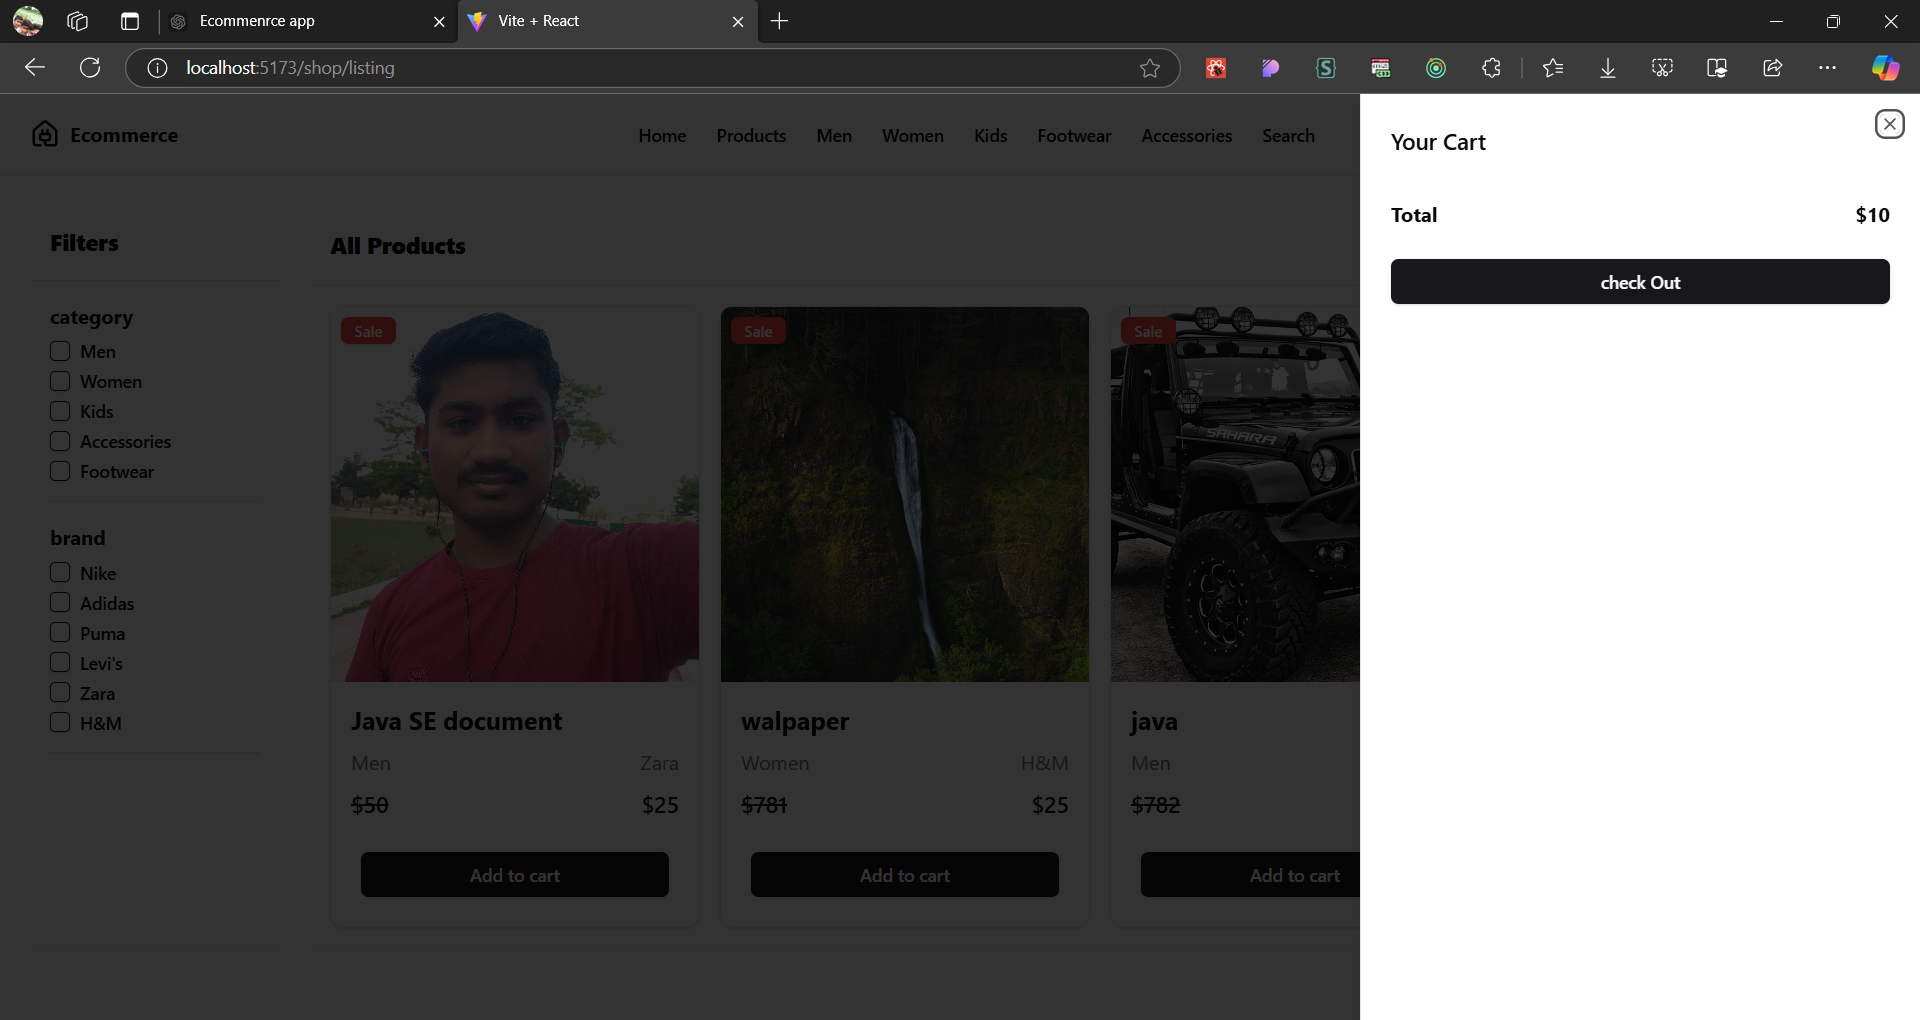 Ecommenrce app
Vite + React
localhost:5173/shop/listing
Ecommerce
Home Products Men Women Kids Footwear Accessories Search
Filters
category
Men
Women
Kids
Accessories
Footwear
brand
Nike
Adidas
Puma
Levi's
Zara
H&M
All Products
Sale
Java SE document
Men Zara
$50 $25
Add to cart
Sale
walpaper
Women H&M
$781 $25
Add to cart
Sale
SAHARA
java
Men
$782
Add to cart
Your Cart
Total $10
check Out